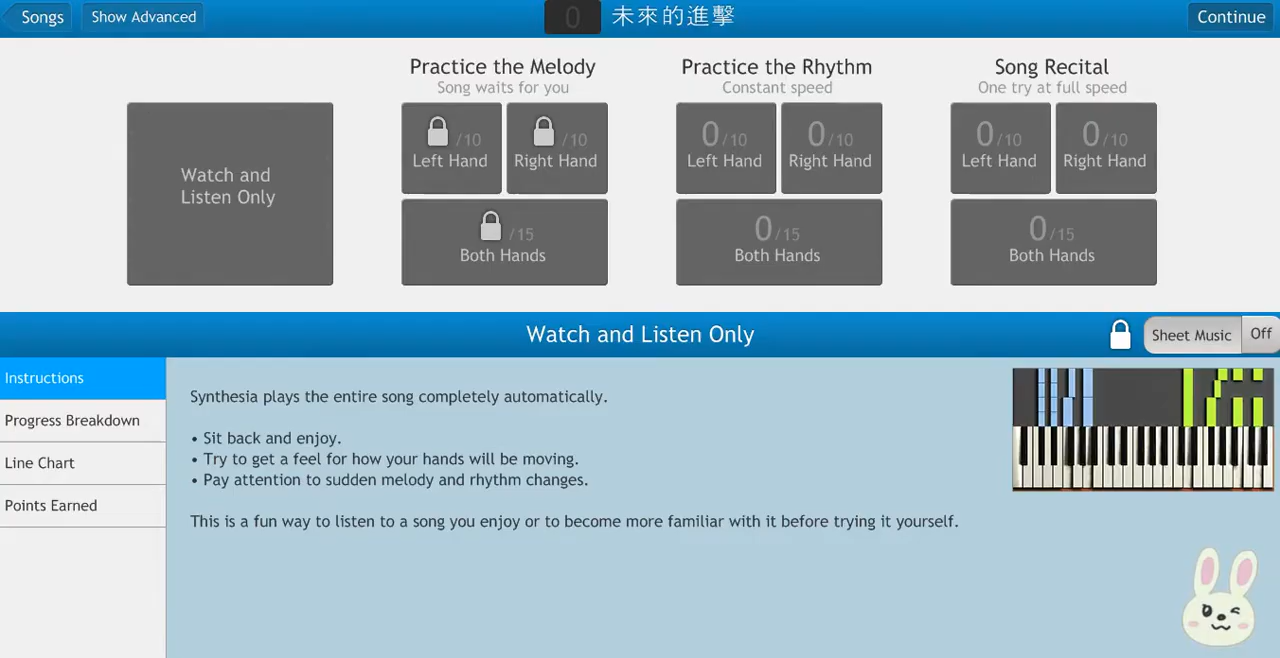 Songs
Show Advanced
0
未來的進擊
Continue
Practice the Melody
Song waits for you
Practice the Rhythm
Constant speed
Song Recital
One try at full speed
Watch and
Listen Only
/10
Left Hand
/10
Right Hand
/15
Both Hands
0/10
Left Hand
0/10
Right Hand
0/15
Both Hands
0/10
Left Hand
0/10
Right Hand
0/15
Both Hands
Watch and Listen Only
Sheet Music
Off
Instructions
Progress Breakdown
Line Chart
Points Earned
Synthesia plays the entire song completely automatically.
• Sit back and enjoy.
• Try to get a feel for how your hands will be moving.
• Pay attention to sudden melody and rhythm changes.
This is a fun way to listen to a song you enjoy or to become more familiar with it before trying it yourself.